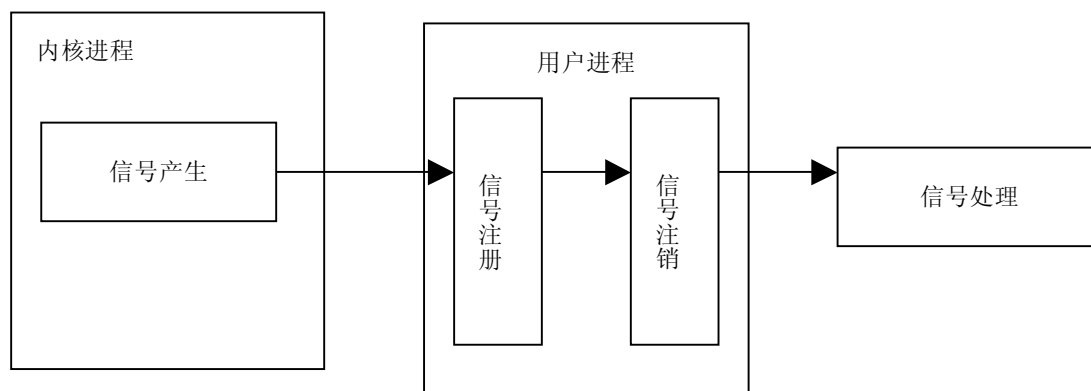 内核进程
用户进程
信号产生
信号注册
信号注销
信号处理